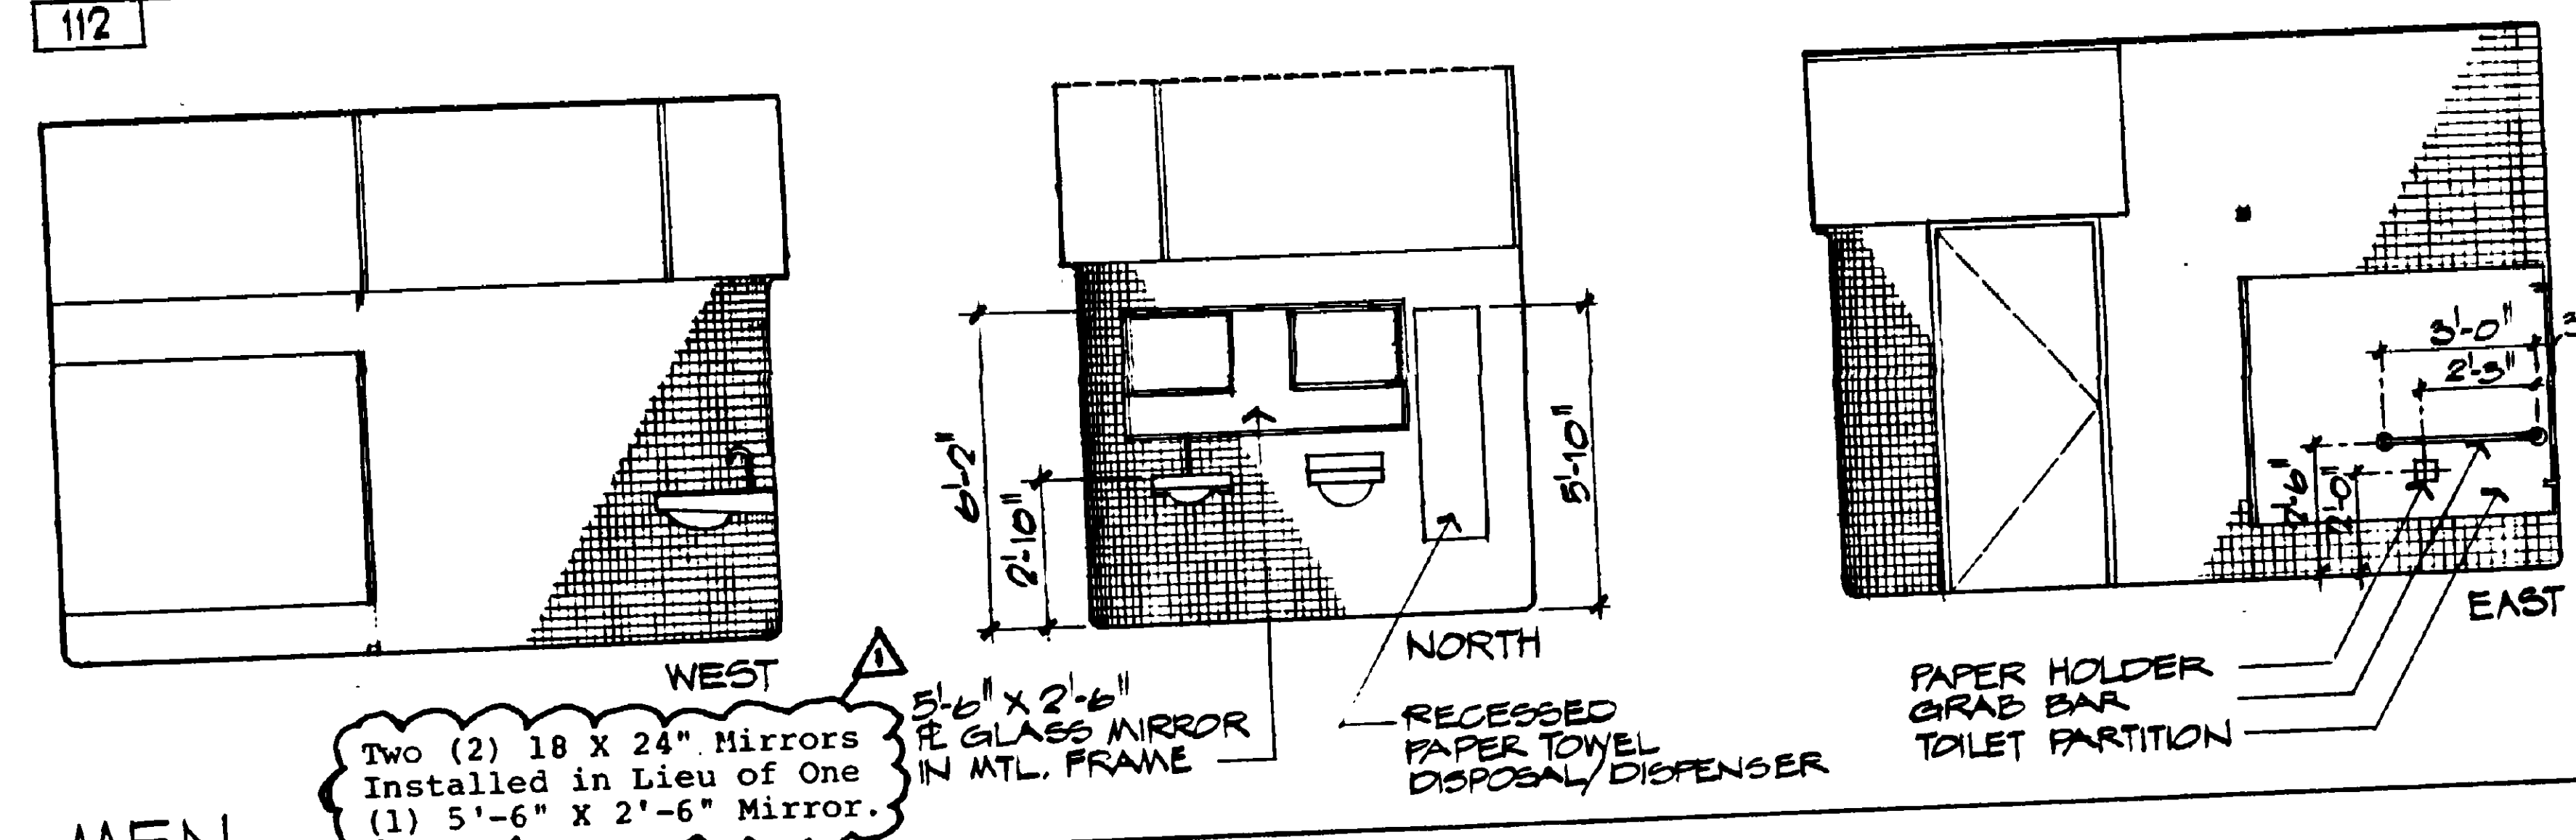 112
6'-2"
2'-10"
5'-10"
3'-0"
2'-3"
2'-6"
2'-0"
WEST
NORTH
EAST
1
Two (2) 18 X 24" Mirrors
Installed in Lieu of One
(1) 5'-6" X 2'-6" Mirror.
5'-6" X 2'-6"
PL GLASS MIRROR
IN MTL. FRAME
RECESSED
PAPER TOWEL
DISPOSAL/DISPENSER
PAPER HOLDER
GRAB BAR
TOILET PARTITION
MEN